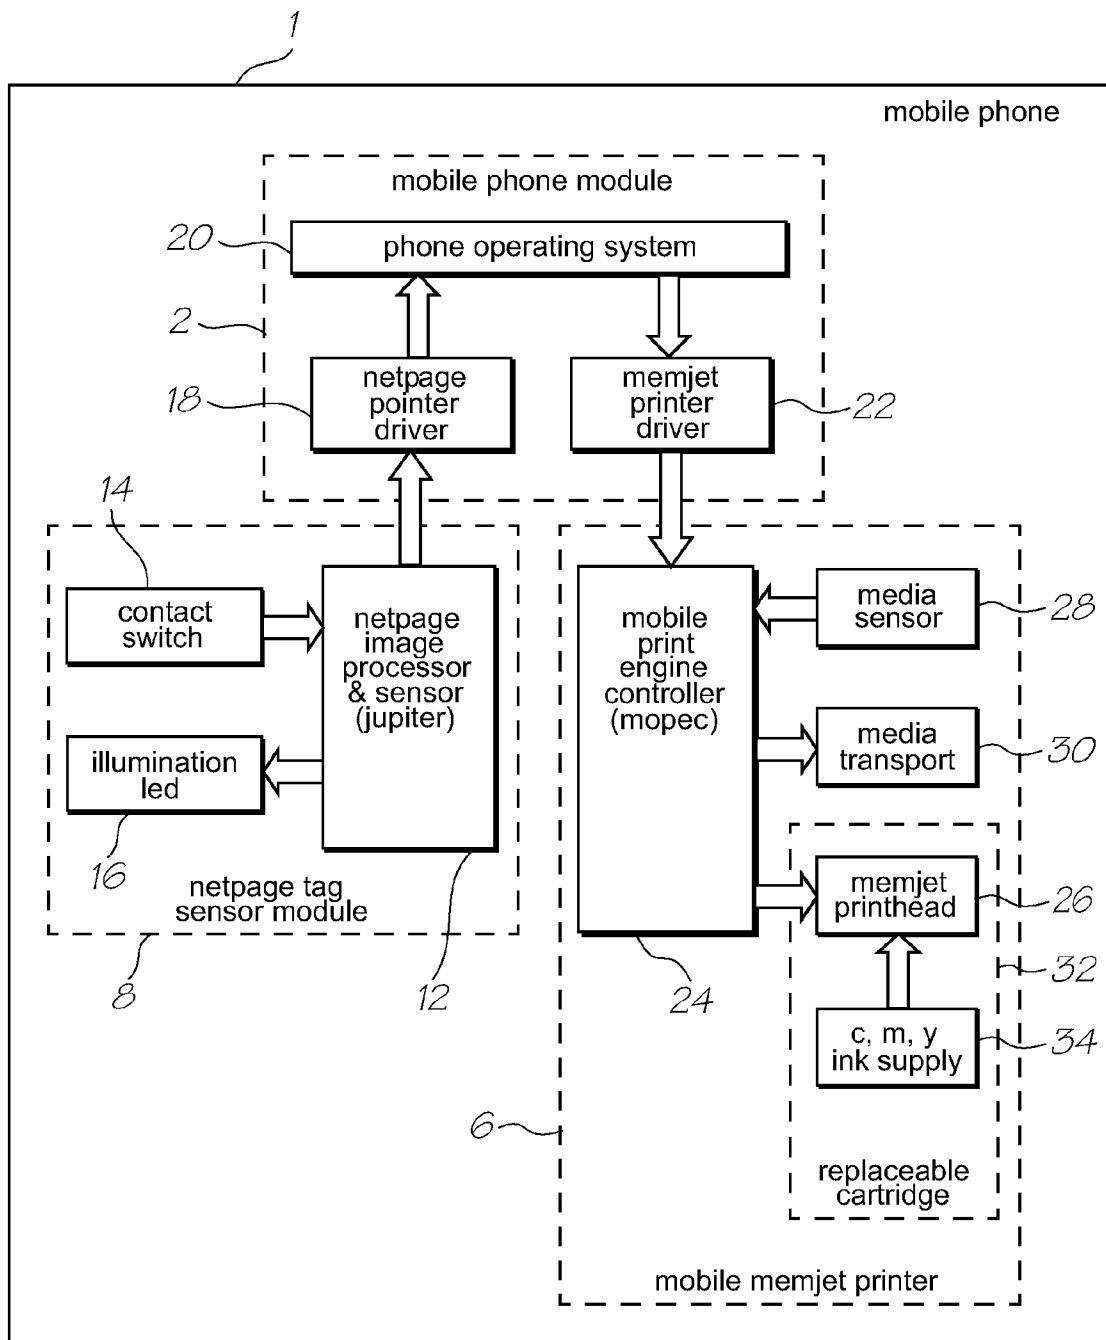 1
mobile phone
mobile phone module
20
phone operating system
2
18
netpage
pointer
driver
memjet
printer
driver
22
14
contact
switch
netpage
image
processor
& sensor
(jupiter)
illumination
led
16
netpage tag
sensor module
8
12
mobile
print
engine
controller
(mopec)
media
sensor
28
media
transport
30
memjet
printhead
26
32
24
c, m, y
ink supply
34
6
replaceable
cartridge
mobile memjet printer